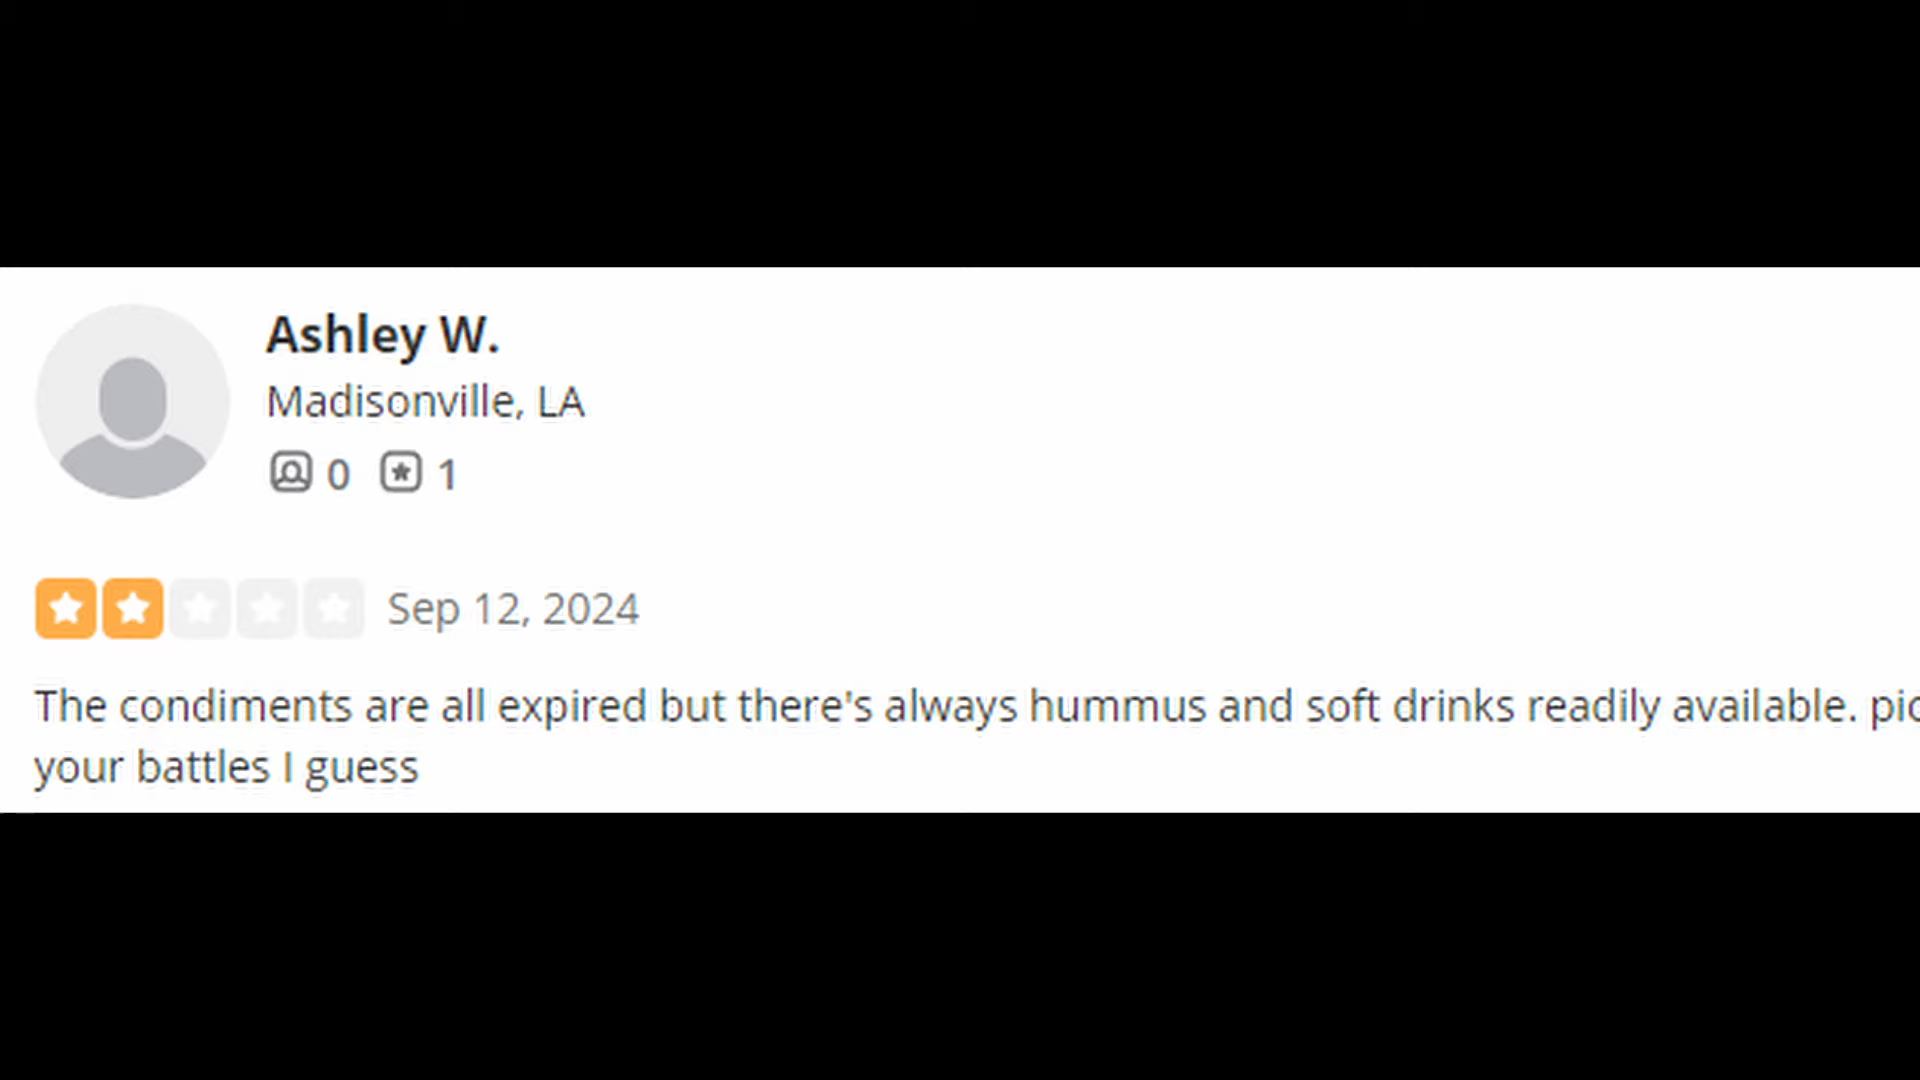 Ashley W.
Madisonville, LA
0 1
Sep 12, 2024
The condiments are all expired but there's always hummus and soft drinks readily available.
your battles I guess